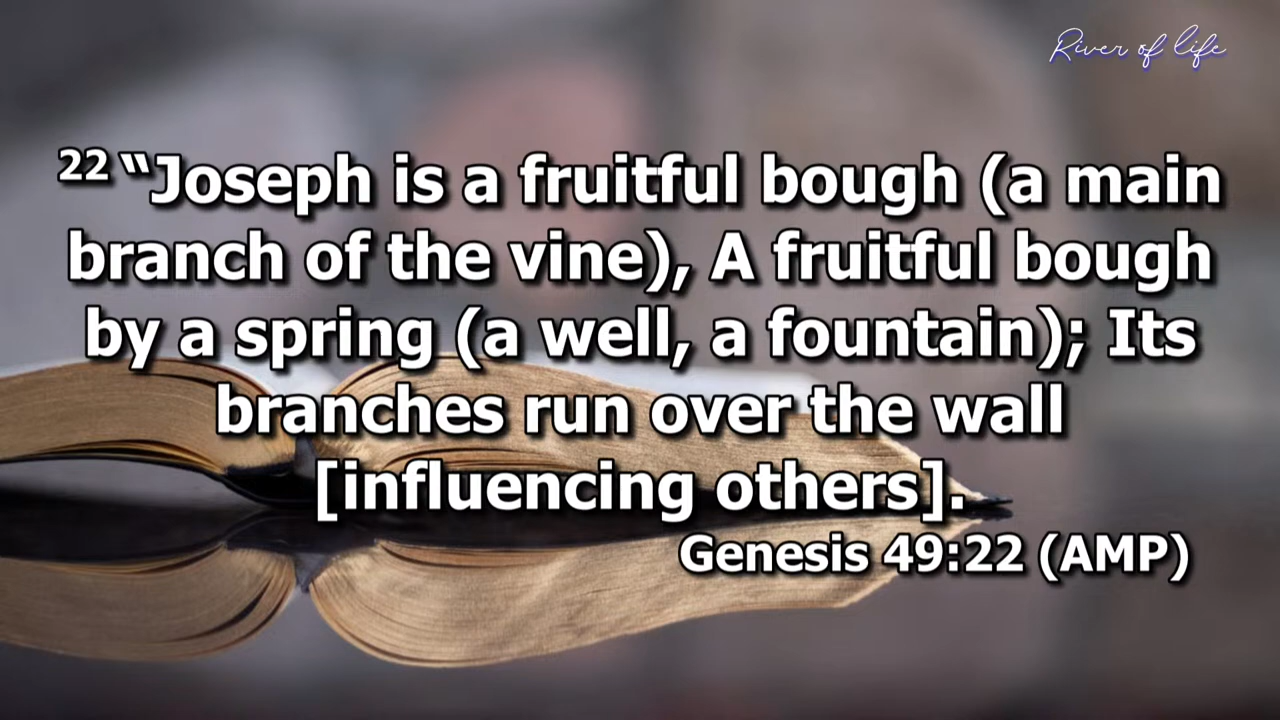 River of life
22 “Joseph is a fruitful bough (a main
branch of the vine), A fruitful bough
by a spring (a well, a fountain); Its
branches run over the wall
[influencing others].
Genesis 49:22 (AMP)